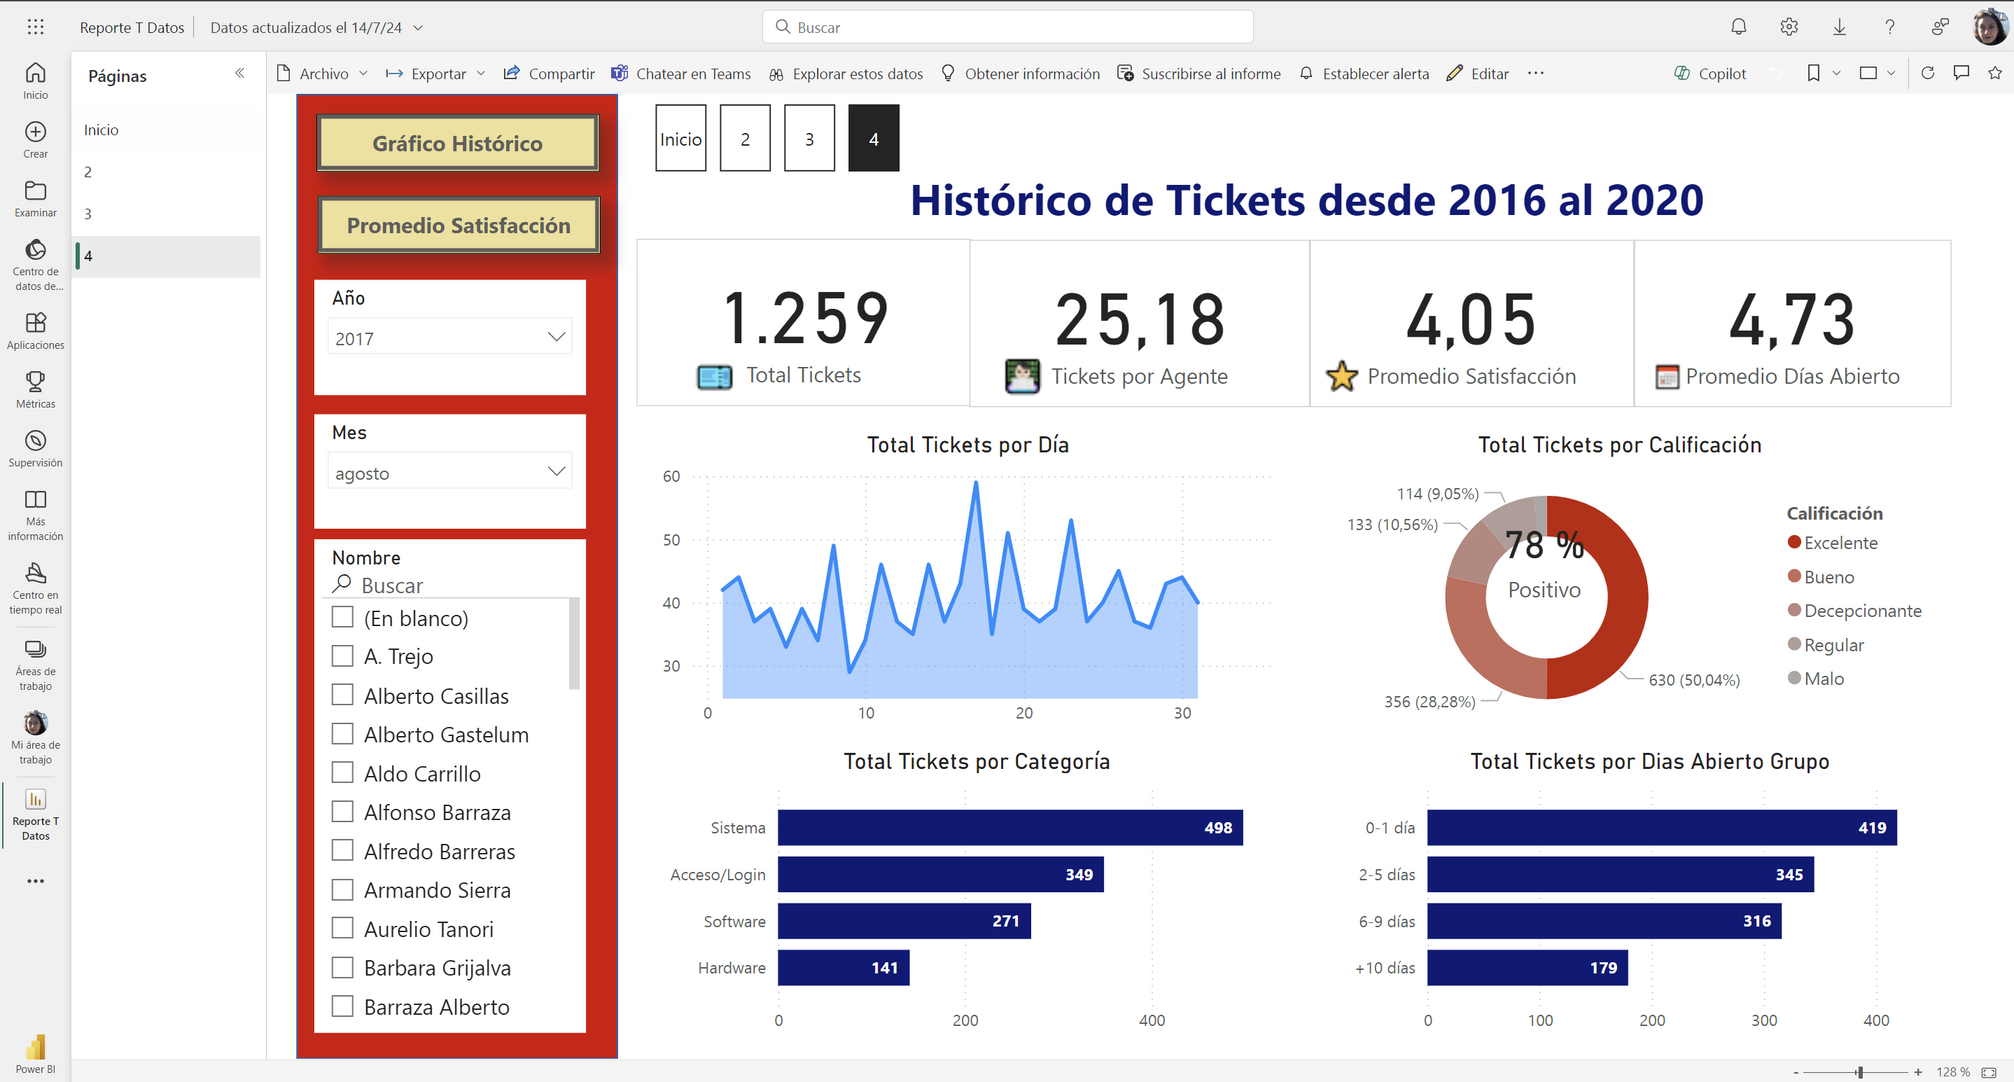 Reporte T Datos
Datos actualizados el 14/7/24
Buscar
Inicio
Crear
Examinar
Centro de
datos de...
Aplicaciones
Métricas
Supervisión
Más
información
Centro en
tiempo real
Áreas de
trabajo
Mi área de
trabajo
Reporte T
Datos
Power BI
Páginas
Inicio
2
3
4
Archivo
Exportar
Compartir
Chatear en Teams
Explorar estos datos
Obtener información
Suscribirse al informe
Establecer alerta
Editar
Copilot
Gráfico Histórico
Promedio Satisfacción
Año
2017
Mes
agosto
Nombre
Buscar
(En blanco)
A. Trejo
Alberto Casillas
Alberto Gastelum
Aldo Carrillo
Alfonso Barraza
Alfredo Barreras
Armando Sierra
Aurelio Tanori
Barbara Grijalva
Barraza Alberto
Inicio 2 3 4
Histórico de Tickets desde 2016 al 2020
1.259
Total Tickets
25,18
Tickets por Agente
4,05
Promedio Satisfacción
4,73
Promedio Días Abierto
Total Tickets por Día
60
50
40
30
0 10 20 30
Total Tickets por Calificación
114 (9,05%)
133 (10,56%)
356 (28,28%)
630 (50,04%)
78 %
Positivo
Calificación
Excelente
Bueno
Decepcionante
Regular
Malo
Total Tickets por Categoría
Sistema 498
Acceso/Login 349
Software 271
Hardware 141
0 200 400
Total Tickets por Dias Abierto Grupo
0-1 día 419
2-5 días 345
6-9 días 316
+10 días 179
0 100 200 300 400
- + 128 %